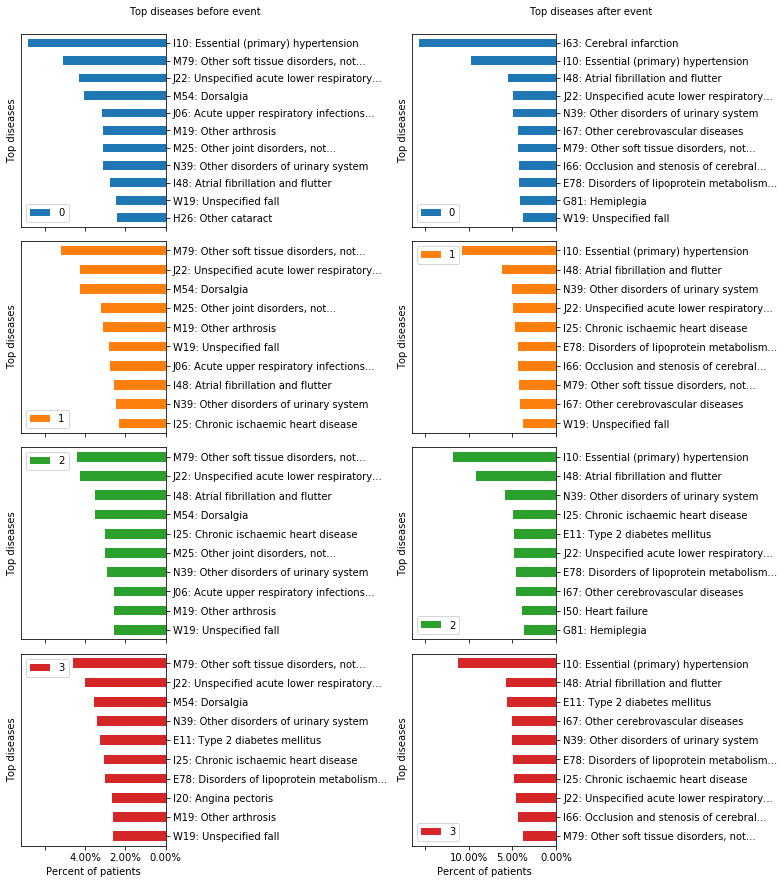 Top diseases before event
Top diseases
0
I10: Essential (primary) hypertension
M79: Other soft tissue disorders, not...
J22: Unspecified acute lower respiratory...
M54: Dorsalgia
J06: Acute upper respiratory infections...
M19: Other arthrosis
M25: Other joint disorders, not...
N39: Other disorders of urinary system
I48: Atrial fibrillation and flutter
W19: Unspecified fall
H26: Other cataract
Top diseases after event
Top diseases
0
I63: Cerebral infarction
I10: Essential (primary) hypertension
I48: Atrial fibrillation and flutter
J22: Unspecified acute lower respiratory...
N39: Other disorders of urinary system
I67: Other cerebrovascular diseases
M79: Other soft tissue disorders, not...
I66: Occlusion and stenosis of cerebral...
E78: Disorders of lipoprotein metabolism...
G81: Hemiplegia
W19: Unspecified fall
Top diseases
1
M79: Other soft tissue disorders, not...
J22: Unspecified acute lower respiratory...
M54: Dorsalgia
M25: Other joint disorders, not...
M19: Other arthrosis
W19: Unspecified fall
J06: Acute upper respiratory infections...
I48: Atrial fibrillation and flutter
N39: Other disorders of urinary system
I25: Chronic ischaemic heart disease
Top diseases
1
I10: Essential (primary) hypertension
I48: Atrial fibrillation and flutter
N39: Other disorders of urinary system
J22: Unspecified acute lower respiratory...
I25: Chronic ischaemic heart disease
E78: Disorders of lipoprotein metabolism...
I66: Occlusion and stenosis of cerebral...
M79: Other soft tissue disorders, not...
I67: Other cerebrovascular diseases
W19: Unspecified fall
Top diseases
2
M79: Other soft tissue disorders, not...
J22: Unspecified acute lower respiratory...
I48: Atrial fibrillation and flutter
M54: Dorsalgia
I25: Chronic ischaemic heart disease
M25: Other joint disorders, not...
N39: Other disorders of urinary system
J06: Acute upper respiratory infections...
M19: Other arthrosis
W19: Unspecified fall
Top diseases
2
I10: Essential (primary) hypertension
I48: Atrial fibrillation and flutter
N39: Other disorders of urinary system
I25: Chronic ischaemic heart disease
E11: Type 2 diabetes mellitus
J22: Unspecified acute lower respiratory...
E78: Disorders of lipoprotein metabolism...
I67: Other cerebrovascular diseases
I50: Heart failure
G81: Hemiplegia
Top diseases
3
M79: Other soft tissue disorders, not...
J22: Unspecified acute lower respiratory...
M54: Dorsalgia
N39: Other disorders of urinary system
E11: Type 2 diabetes mellitus
I25: Chronic ischaemic heart disease
E78: Disorders of lipoprotein metabolism...
I20: Angina pectoris
M19: Other arthrosis
W19: Unspecified fall
4.00% 2.00% 0.00%
Percent of patients
Top diseases
3
I10: Essential (primary) hypertension
I48: Atrial fibrillation and flutter
E11: Type 2 diabetes mellitus
I67: Other cerebrovascular diseases
N39: Other disorders of urinary system
E78: Disorders of lipoprotein metabolism...
I25: Chronic ischaemic heart disease
J22: Unspecified acute lower respiratory...
I66: Occlusion and stenosis of cerebral...
M79: Other soft tissue disorders, not...
10.00% 5.00% 0.00%
Percent of patients